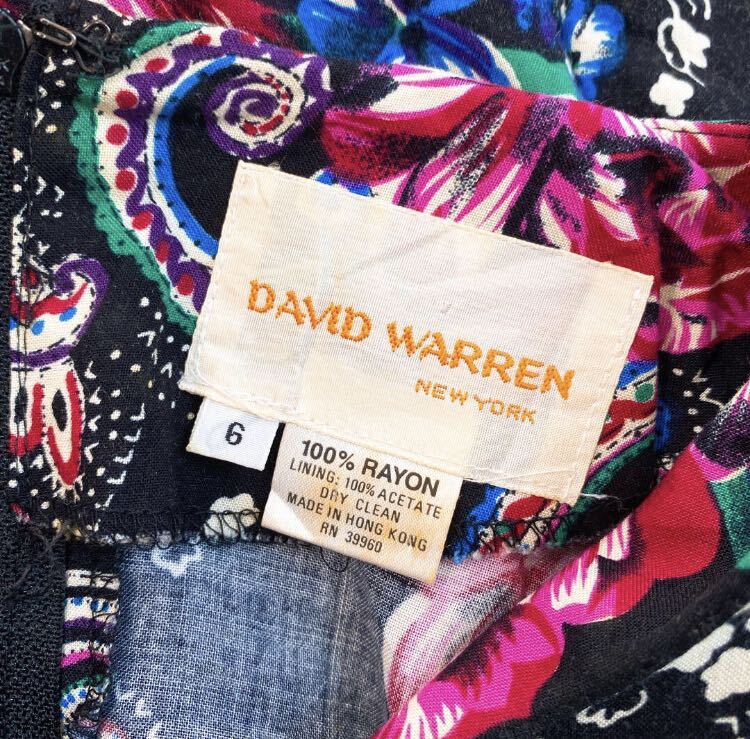 DAVID WARREN
NEW YORK
6
100% RAYON
LINING: 100% ACETATE
DRY CLEAN
MADE IN HONG KONG
RN 39960